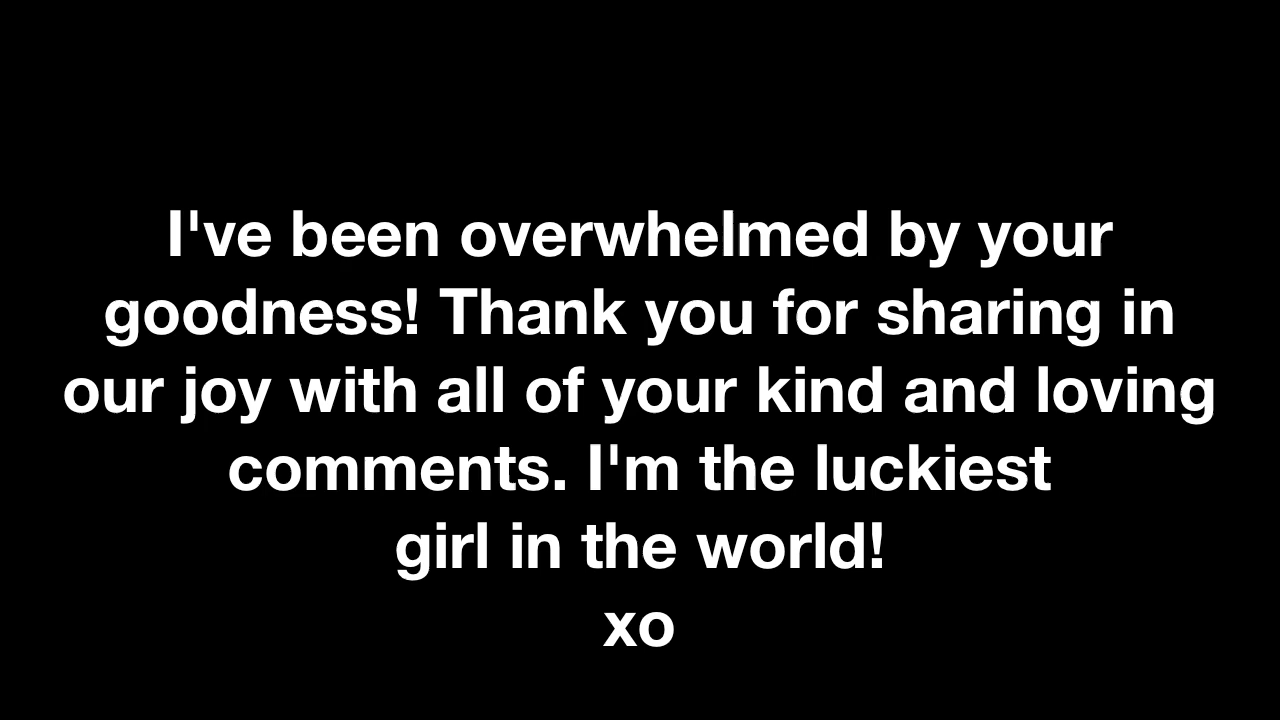 I've been overwhelmed by your
goodness! Thank you for sharing in
our joy with all of your kind and loving
comments. I'm the luckiest
girl in the world!
xo